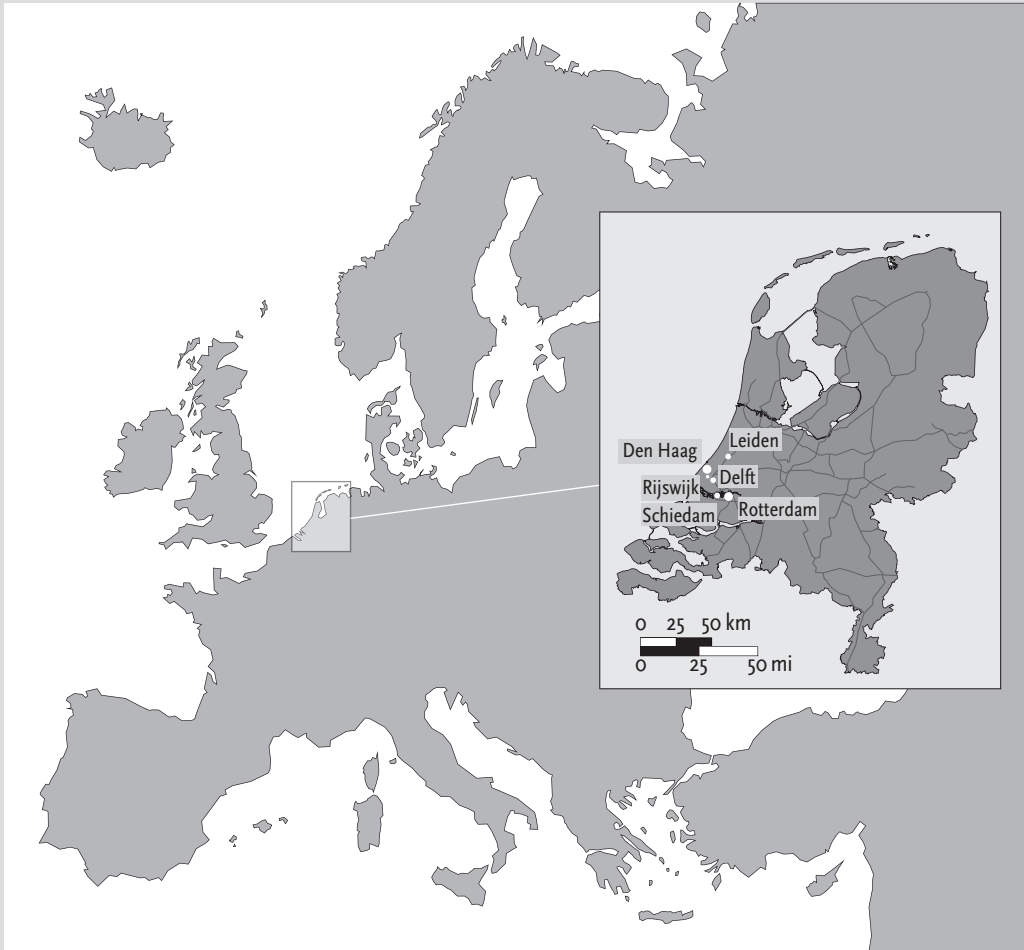 Leiden
Den Haag
Delft
Rijswijk
Rotterdam
Schiedam
0 25 50 km
0 25 50 mi